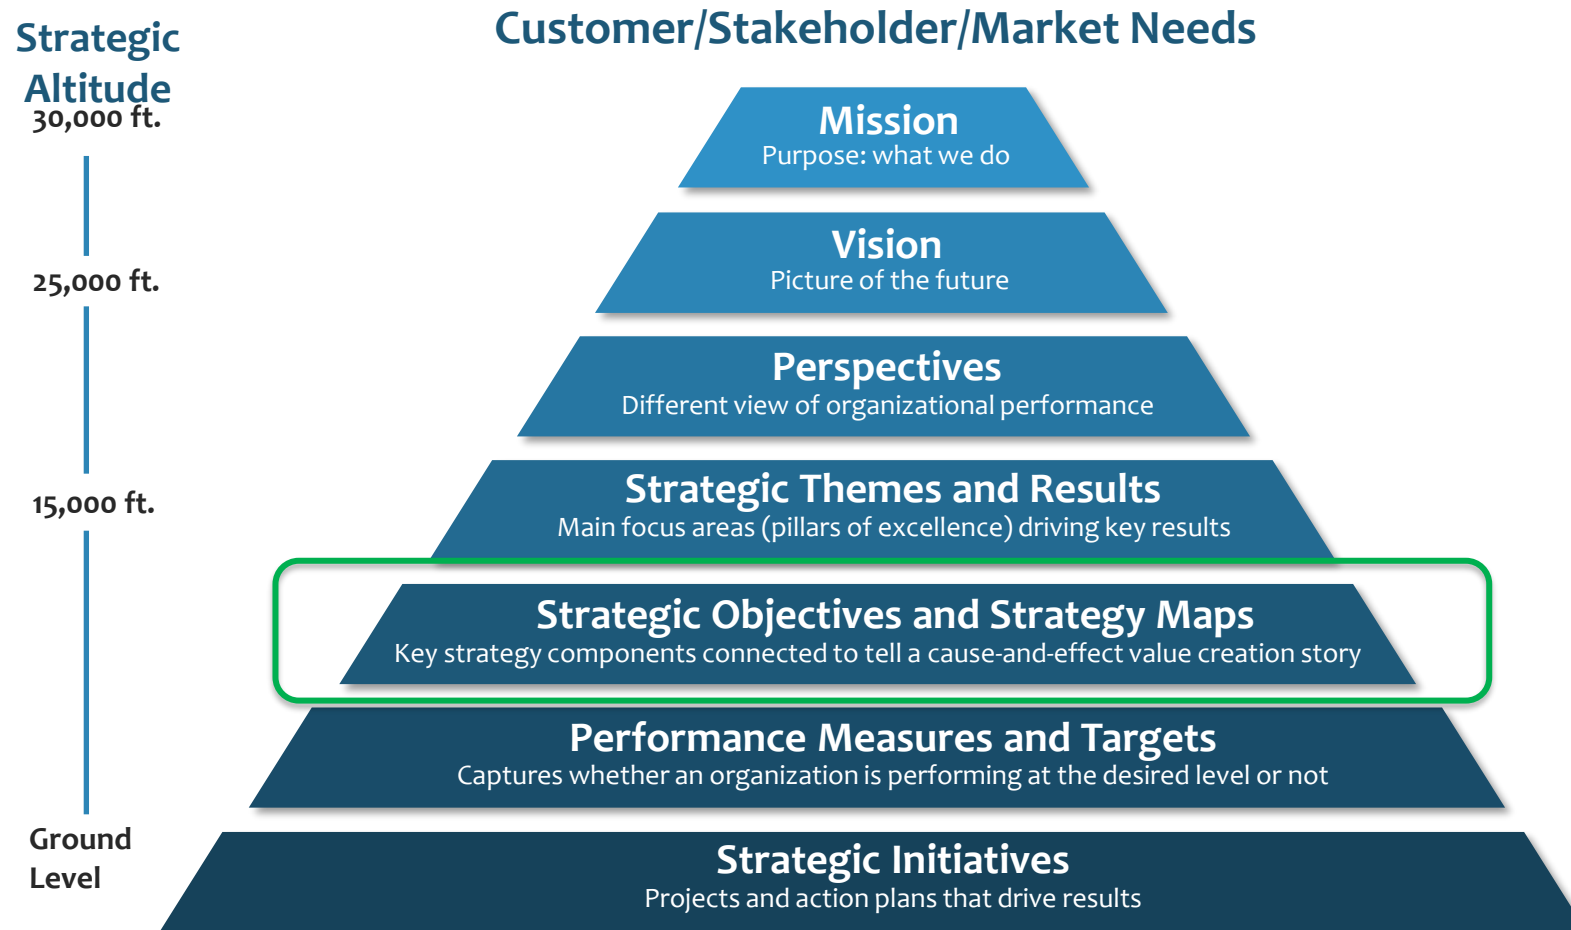 Strategic
Altitude
Customer/Stakeholder/Market Needs
30,000 ft.
Mission
Purpose: what we do
Vision
Picture of the future
25,000 ft.
Perspectives
Different view of organizational performance
Strategic Themes and Results
15,000 ft.
Main focus areas (pillars of excellence) driving key results
Strategic Objectives and Strategy Maps
Key strategy components connected to tell a cause-and-effect value creation story
Performance Measures and Targets
Captures whether an organization is performing at the desired level or not
Ground
Level
Strategic Initiatives
Projects and action plans that drive results